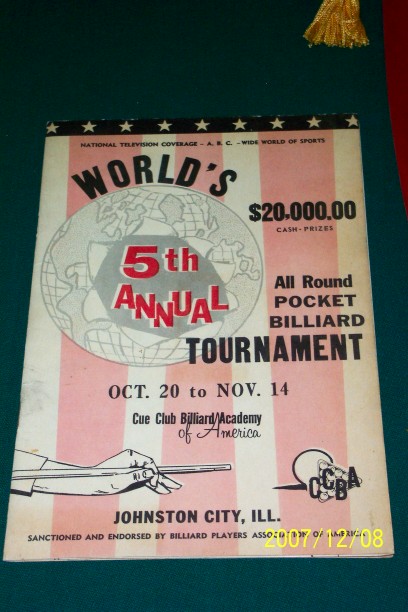 NATIONAL TELEVISION COVERAGE - A. B. C. - WIDE WORLD OF SPORTS
WORLD'S
$20,000.00
CASH - PRIZES
5th
ANNUAL
All Round
POCKET
BILLIARD
TOURNAMENT
OCT. 20 to NOV. 14
Cue Club Billiard Academy
of America
CCBA
JOHNSTON CITY, ILL.
SANCTIONED AND ENDORSED BY BILLIARD PLAYERS ASSOCIATION OF AMERICA
2007/12/08